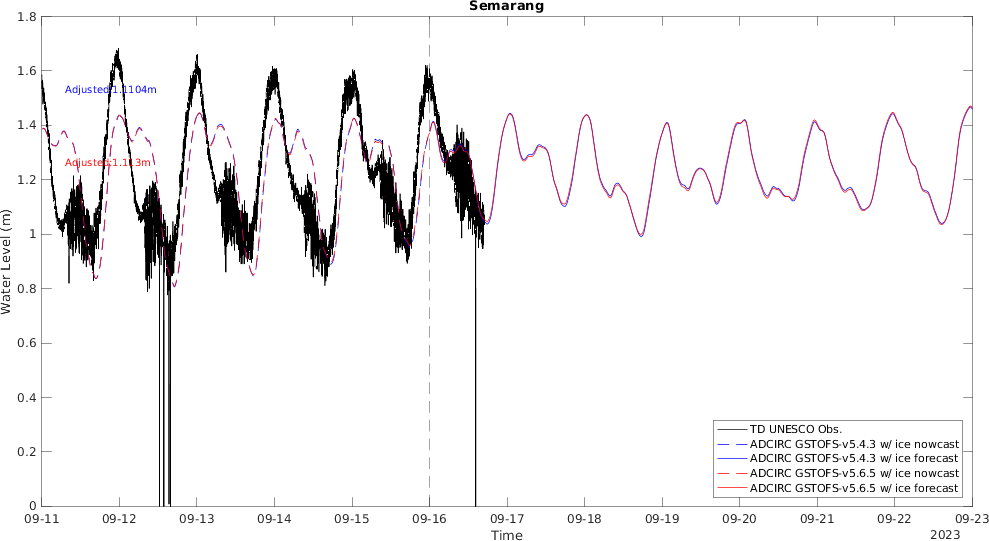 Semarang
1.8
1.6
1.4
1.2
1
0.8
0.6
0.4
0.2
0
Water Level (m)
Adjusted:1.1104m
Adjusted:1.113m
TD UNESCO Obs.
ADCIRC GSTOFS-v5.4.3 w/ ice nowcast
ADCIRC GSTOFS-v5.4.3 w/ ice forecast
ADCIRC GSTOFS-v5.6.5 w/ ice nowcast
ADCIRC GSTOFS-v5.6.5 w/ ice forecast
09-11 09-12 09-13 09-14 09-15 09-16 09-17 09-18 09-19 09-20 09-21 09-22 09-23
Time
2023